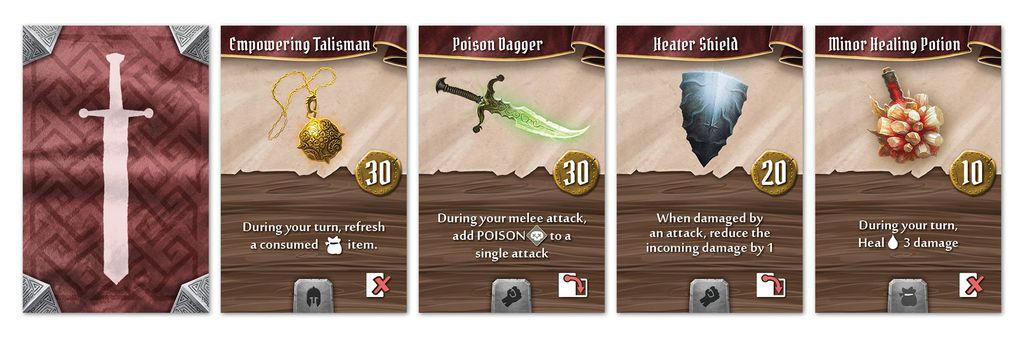 Empowering Talisman
30
During your turn, refresh
a consumed item.
Poison Dagger
30
During your melee attack,
add POISON to a
single attack
Heater Shield
20
When damaged by
an attack, reduce the
incoming damage by 1
Minor Healing Potion
10
During your turn,
Heal 3 damage